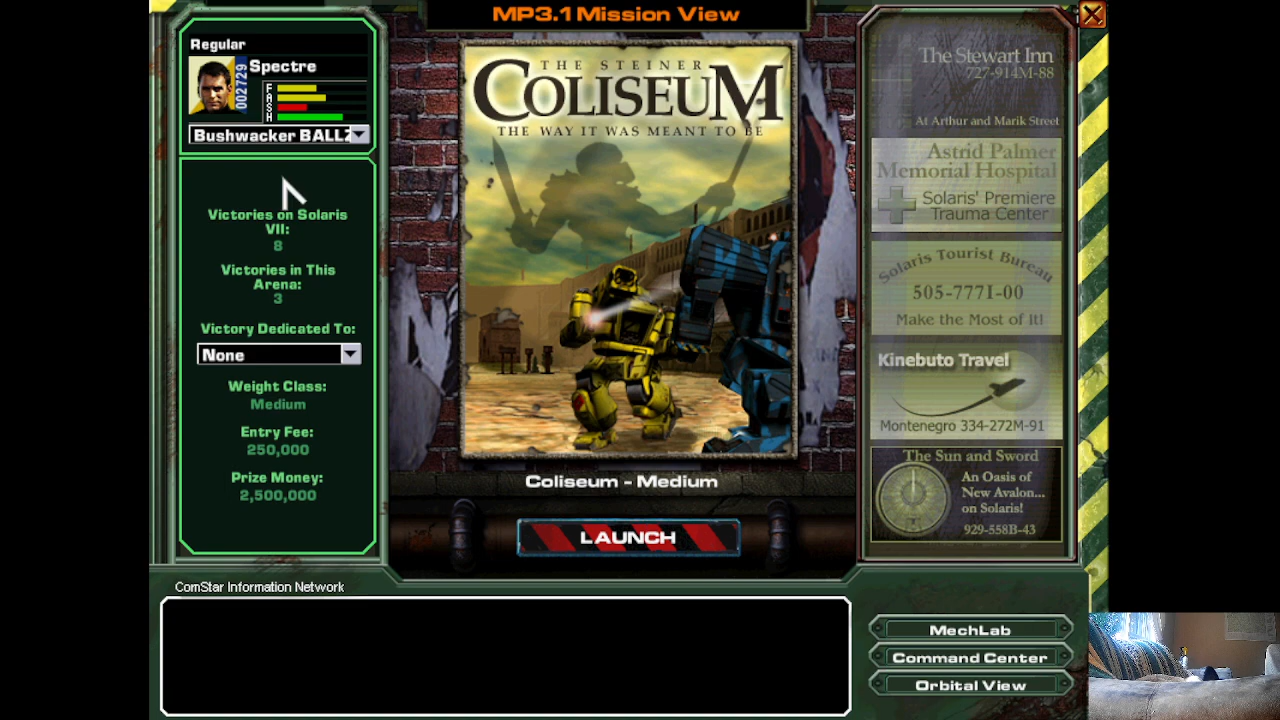 MP3.1 Mission View
Regular
Spectre
002729
F
A
S
H
Bushwacker BALLZ
Victories on Solaris
VII:
8
Victories in This
Arena:
3
Victory Dedicated To:
None
Weight Class:
Medium
Entry Fee:
250,000
Prize Money:
2,500,000
THE STEINER
COLISEUM
THE WAY IT WAS MEANT TO BE
Coliseum - Medium
LAUNCH
The Stewart Inn
727-914M-88
At Arthur and Marik Street
Astrid Palmer
Memorial Hospital
Solaris' Premiere
Trauma Center
Solaris Tourist Bureau
505-7771-00
Make the Most of It!
Kinebuto Travel
Montenegro 334-272M-91
The Sun and Sword
An Oasis of
New Avalon...
on Solaris!
929-558B-43
ComStar Information Network
MechLab
Command Center
Orbital View